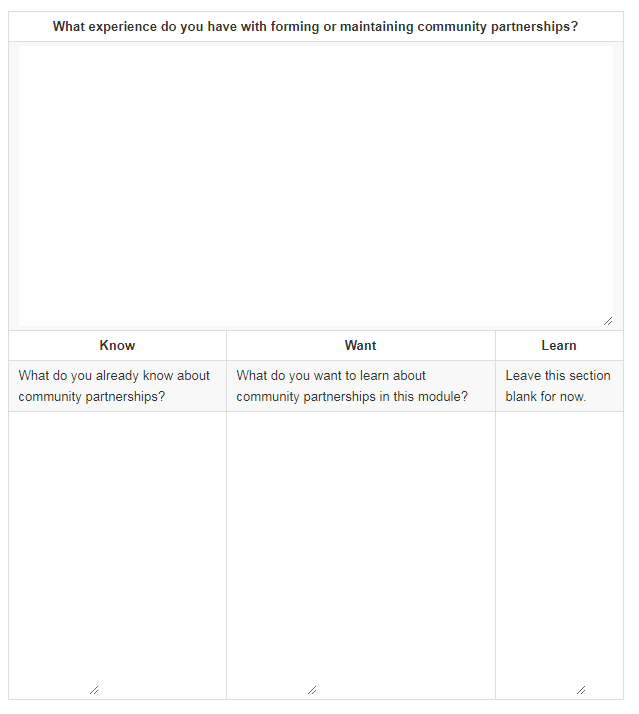 What experience do you have with forming or maintaining community partnerships?
Know
Want
Learn
What do you already know about
community partnerships?
What do you want to learn about
community partnerships in this module?
Leave this section
blank for now.